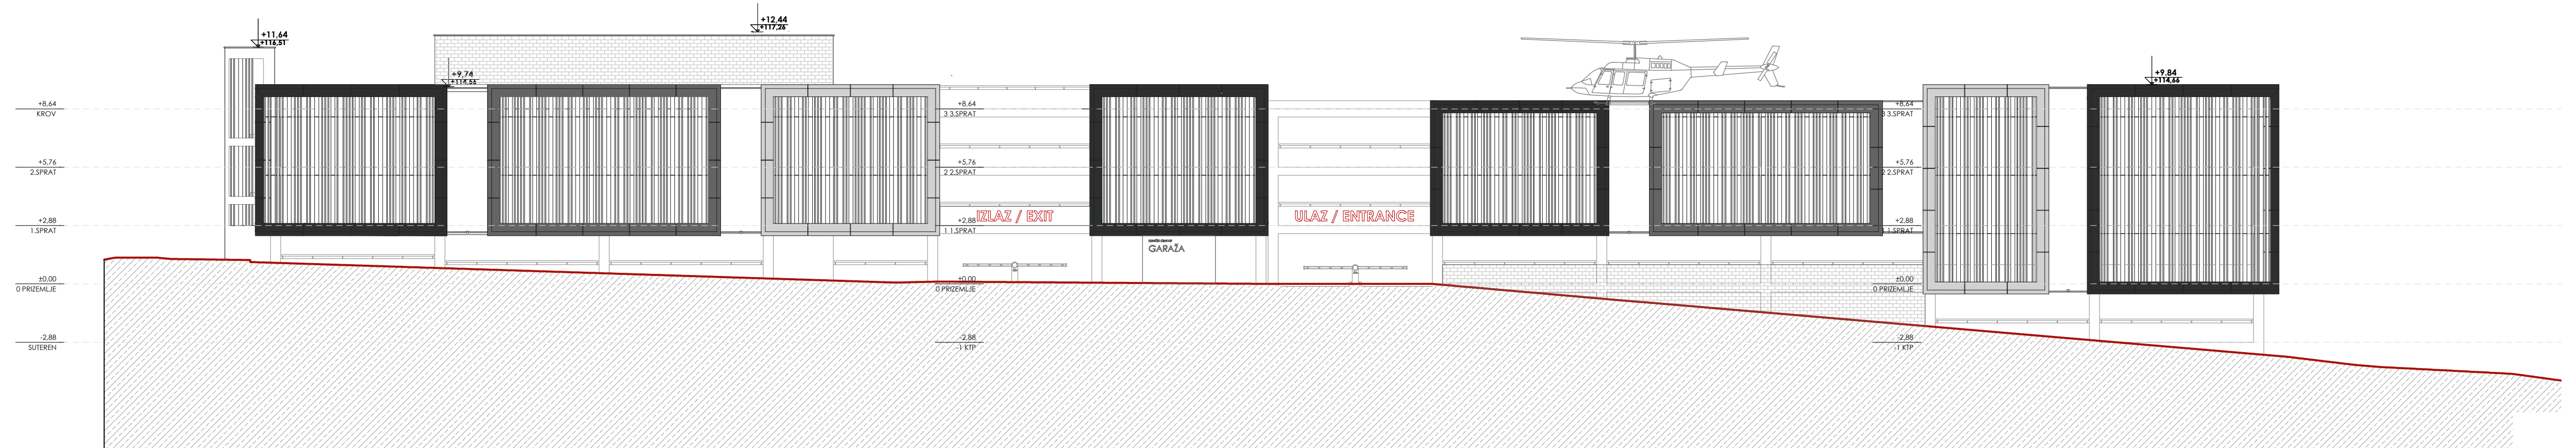 +12,44
+117,26
+11,64
+116,51
+9,74
+114,56
+9.84
+114,66
+8,64
KROV
+8,64
3 3.SPRAT
+8,64
3 3.SPRAT
+5,76
2.SPRAT
+5,76
2 2.SPRAT
+5,76
2 2.SPRAT
+2,88
1.SPRAT
+2,88
1 1.SPRAT
IZLAZ / EXIT
ULAZ / ENTRANCE
+2,88
1 1.SPRAT
GARAŽA
±0,00
0 PRIZEMLJE
±0,00
0 PRIZEMLJE
±0,00
0 PRIZEMLJE
-2,88
SUTEREN
-2,88
-1 KTP
-2,88
-1 KTP